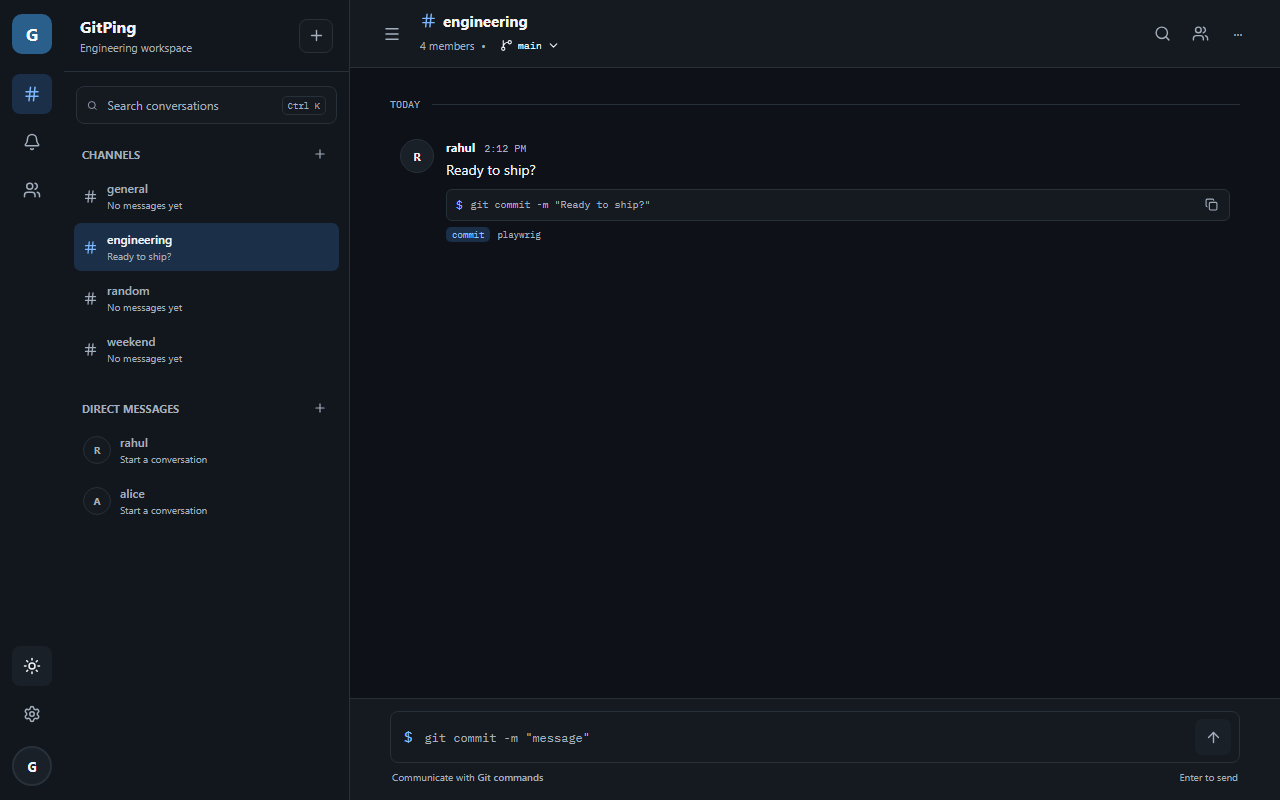 G
GitPing
Engineering workspace
Search conversations
Ctrl K
CHANNELS
general
No messages yet
engineering
Ready to ship?
random
No messages yet
weekend
No messages yet
DIRECT MESSAGES
R
rahul
Start a conversation
A
alice
Start a conversation
G
# engineering
4 members • main
TODAY
R
rahul 2:12 PM
Ready to ship?
$ git commit -m "Ready to ship?"
commit playwrig
$ git commit -m "message"
Communicate with Git commands
Enter to send